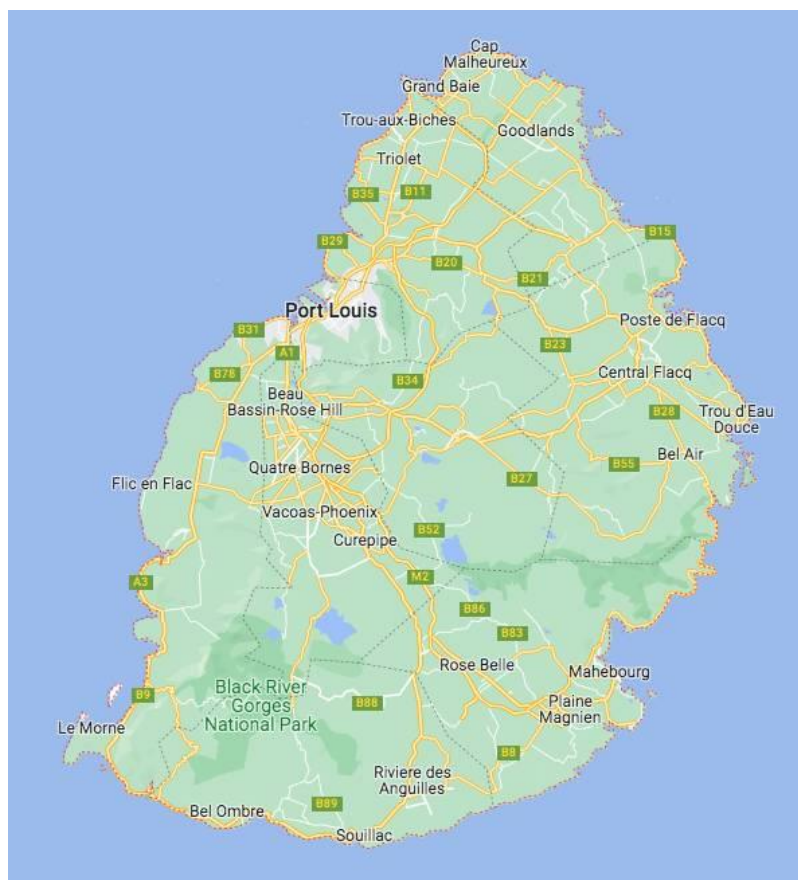 Cap
Malheureux
Grand Baie
Trou-aux-Biches
Goodlands
Triolet
B35
B11
B15
B29
B20
B21
Port Louis
Poste de Flacq
B31
B23
A1
B78
B34
Central Flacq
Beau
Bassin-Rose Hill
B28
Trou d'Eau
Douce
Quatre Bornes
Bel Air
B55
Flic en Flac
B27
Vacoas-Phoenix
B52
Curepipe
A3
M2
B86
B83
Rose Belle
Mahebourg
Black River
Gorges
National Park
B9
B88
Plaine
Magnien
Le Morne
B8
Riviere des
Anguilles
B89
Bel Ombre
Souillac